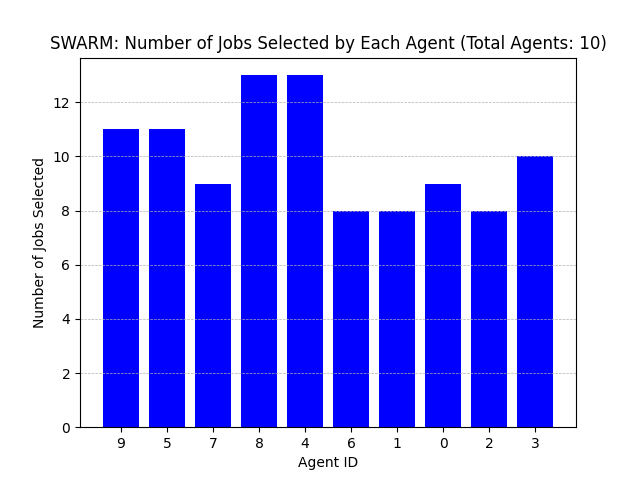 SWARM: Number of Jobs Selected by Each Agent (Total Agents: 10)
Number of Jobs Selected
12
10
8
6
4
2
0
9 5 7 8 4 6 1 0 2 3
Agent ID